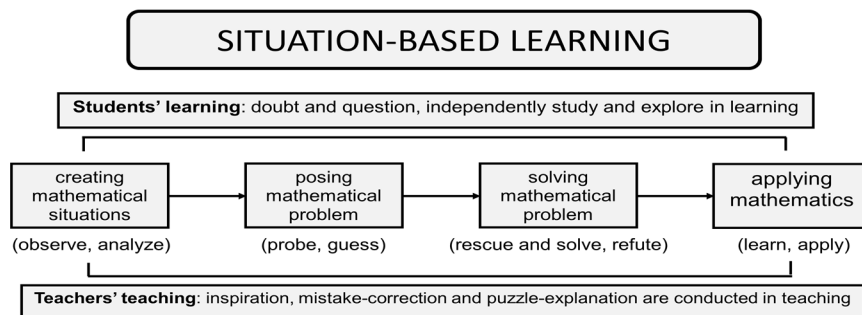 SITUATION-BASED LEARNING
Students' learning: doubt and question, independently study and explore in learning
creating
mathematical
situations
(observe, analyze)
posing
mathematical
problem
(probe, guess)
solving
mathematical
problem
(rescue and solve, refute)
applying
mathematics
(learn, apply)
Teachers' teaching: inspiration, mistake-correction and puzzle-explanation are conducted in teaching